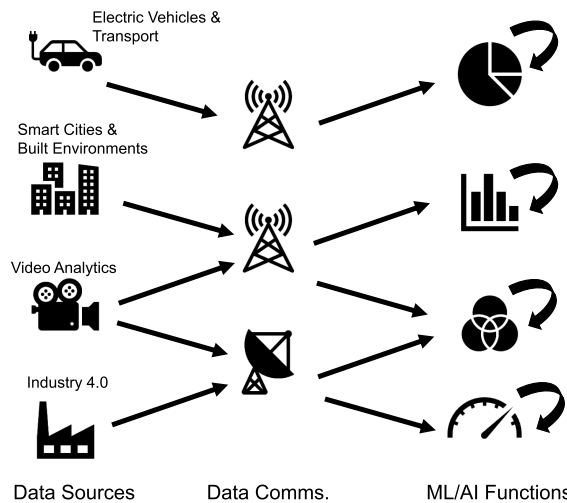 Electric Vehicles &
Transport
Smart Cities &
Built Environments
Video Analytics
Industry 4.0
Data Sources
Data Comms.
ML/AI Functions